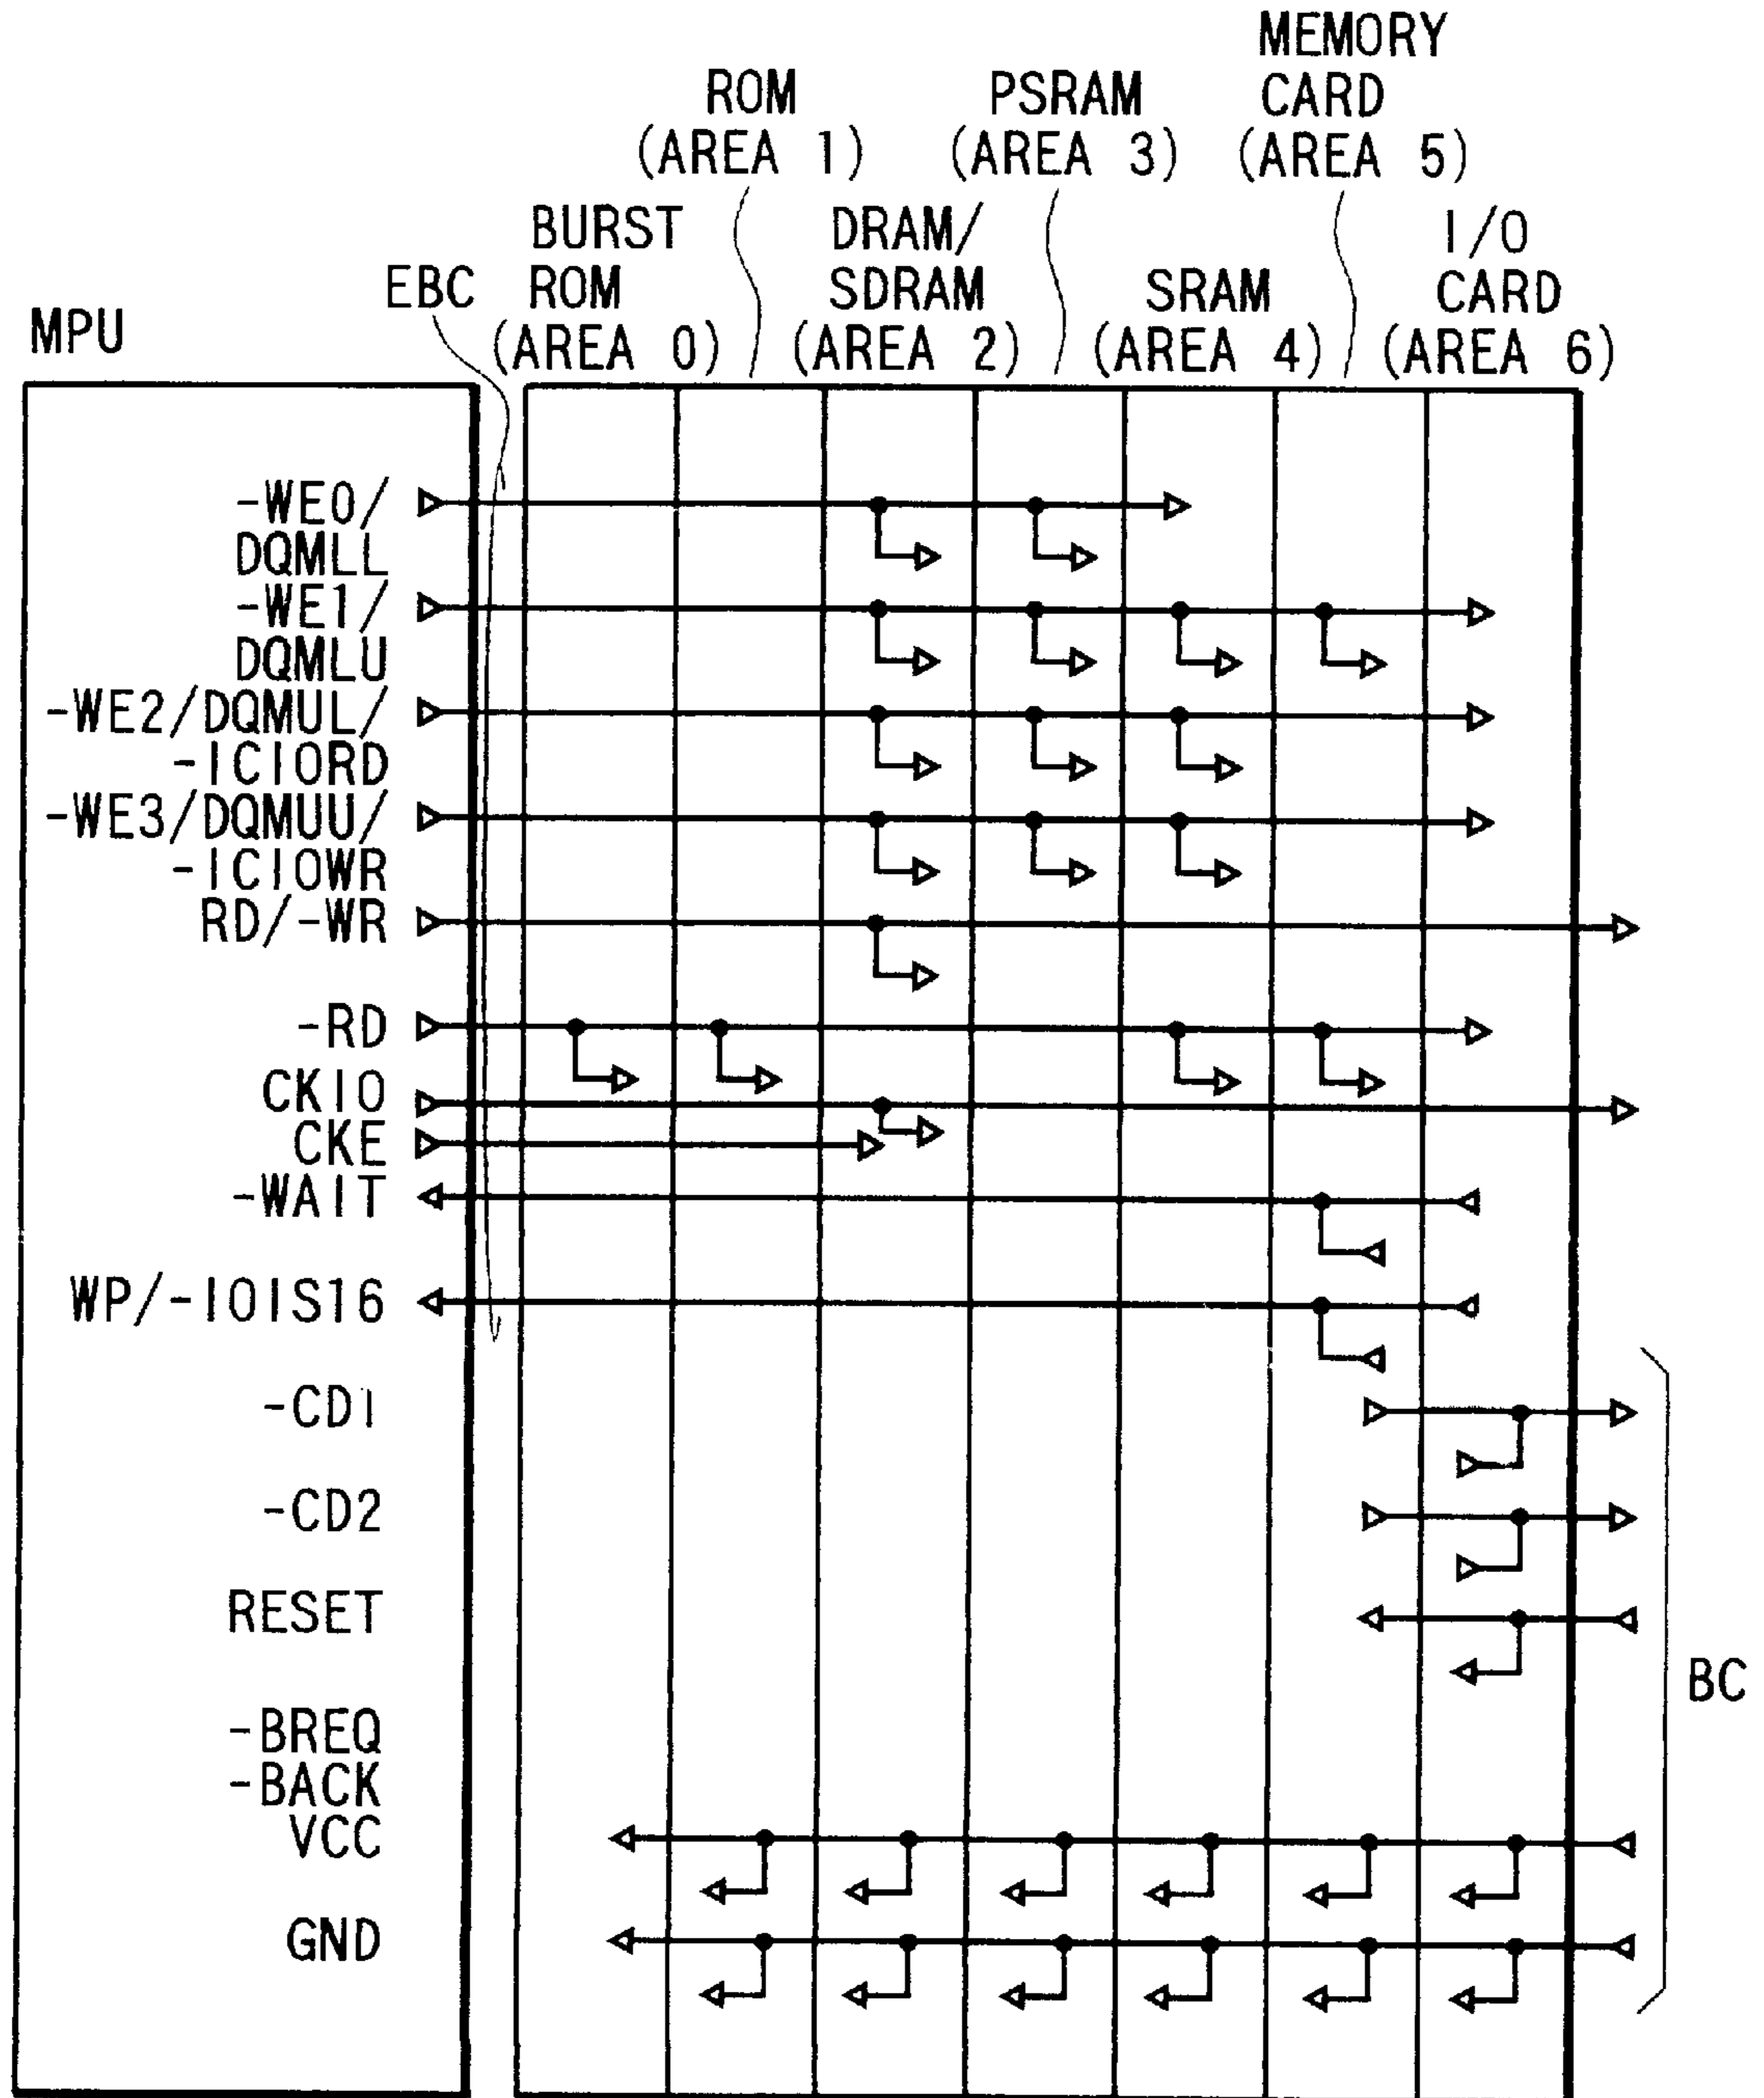 MEMORY
CARD
(AREA 5)
ROM
(AREA 1)
PSRAM
(AREA 3)
BURST
ROM
(AREA 0)
DRAM/
SDRAM
(AREA 2)
SRAM
(AREA 4)
I/O
CARD
(AREA 6)
EBC
MPU
-WE0/
DQMLL
-WE1/
DQMLU
-WE2/DQMUL/
-ICIORD
-WE3/DQMUU/
-ICIOWR
RD/-WR
-RD
CKIO
CKE
-WAIT
WP/-IOIS16
-CD1
-CD2
RESET
-BREQ
-BACK
VCC
GND
BC